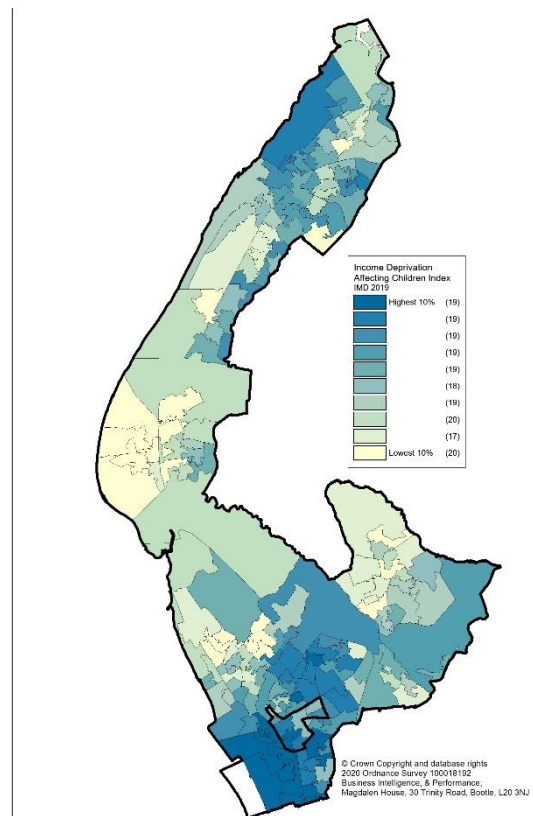 Income Deprivation
Affecting Children Index
IMD 2019
Highest 10% (19)
(19)
(19)
(19)
(19)
(18)
(19)
(20)
(17)
Lowest 10% (20)
© Crown Copyright and database rights
2020 Ordnance Survey 100018192
Business Intelligence, & Performance,
Magdalen House, 30 Trinity Road, Bootle, L20 3NJ